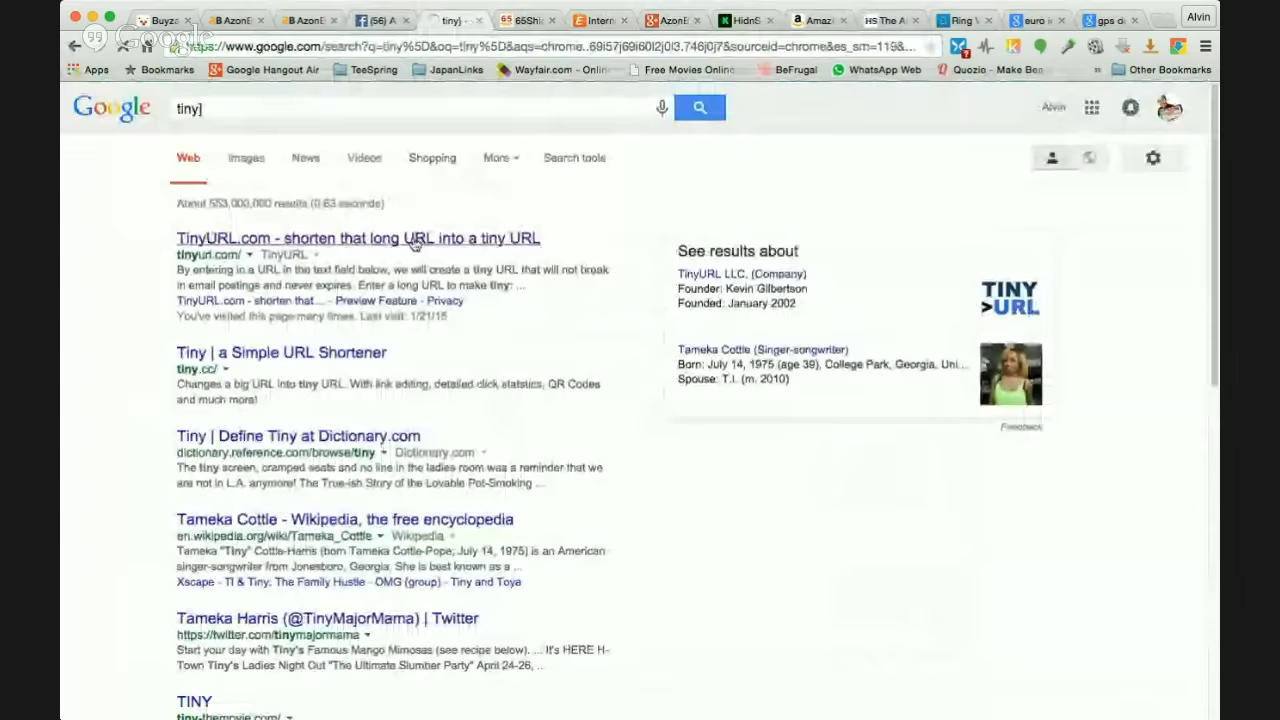 Buyza
AzonE
AzonE
(56) A
tiny]
65Shi
Intern
AzonE
HidnS
Amaz
HS The A
Ring V
euro
gps d
Alvin
https://www.google.com/search?q=tiny%5D&oq=tiny%5D&aqs=chrome..69i57j69i60l2j0l3.746j0j7&sourceid=chrome&es_sm=119&...
Apps
Bookmarks
Google Hangout Air
TeeSpring
JapanLinks
Wayfair.com - Onlin
Free Movies Online
BeFrugal
WhatsApp Web
Quozio - Make Be
»
Other Bookmarks
Google
tiny]
Alvin
Web Images News Videos Shopping More Search tools
About 553,000,000 results (0.63 seconds)
TinyURL.com - shorten that long URL into a tiny URL
tinyurl.com/ TinyURL
By entering in a URL in the text field below, we will create a tiny URL that will not break
in email postings and never expires. Enter a long URL to make tiny: ...
TinyURL.com - shorten that ... - Preview Feature - Privacy
You've visited this page many times. Last visit: 1/21/15
Tiny | a Simple URL Shortener
tiny.cc/
Changes a big URL into tiny URL. With link editing, detailed click statstics, QR Codes
and much more!
Tiny | Define Tiny at Dictionary.com
dictionary.reference.com/browse/tiny Dictionary.com
The tiny screen, cramped seats and no line in the ladies room was a reminder that we
are not in L.A. anymore! The True-ish Story of the Lovable Pot-Smoking ...
Tameka Cottle - Wikipedia, the free encyclopedia
en.wikipedia.org/wiki/Tameka_Cottle Wikipedia
Tameka "Tiny" Cottle-Harris (born Tameka Cottle-Pope; July 14, 1975) is an American
singer-songwriter from Jonesboro, Georgia. She is best known as a ...
Xscape - TI & Tiny: The Family Hustle - OMG (group) - Tiny and Toya
Tameka Harris (@TinyMajorMama) | Twitter
https://twitter.com/tinymajormama
Start your day with Tiny's Famous Mango Mimosas (see recipe below). ... It's HERE H-
Town Tiny's Ladies Night Out "The Ultimate Slumber Party" April 24-26, ...
TINY
tiny-themovie.com/
See results about
TinyURL LLC. (Company)
Founder: Kevin Gilbertson
Founded: January 2002
TINY
>URL
Tameka Cottle (Singer-songwriter)
Born: July 14, 1975 (age 39), College Park, Georgia, Uni...
Spouse: T.I. (m. 2010)
Feedback